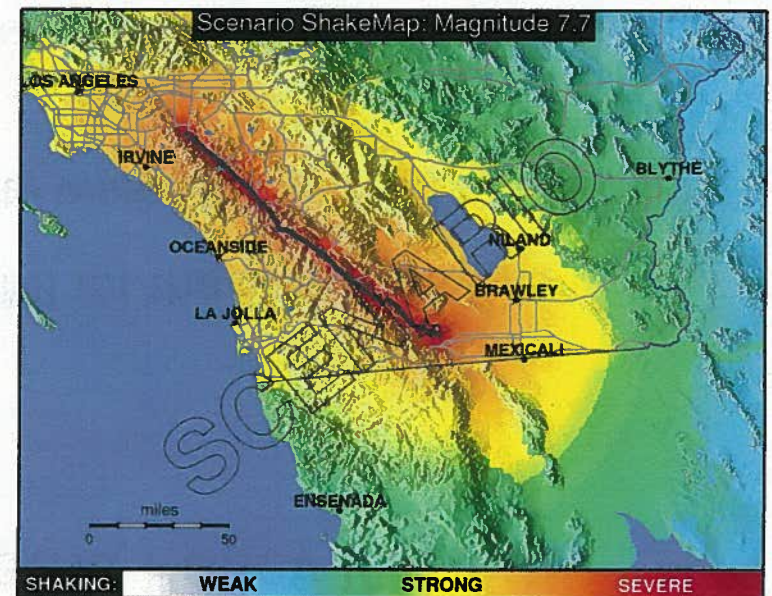 Scenario ShakeMap: Magnitude 7.7
LOS ANGELES
IRVINE
BLYTHE
OCEANSIDE
NILAND
BRAWLEY
LA JOLLA
MEXICALI
SCENARIO
ENSENADA
miles
0 50
SHAKING: WEAK STRONG SEVERE